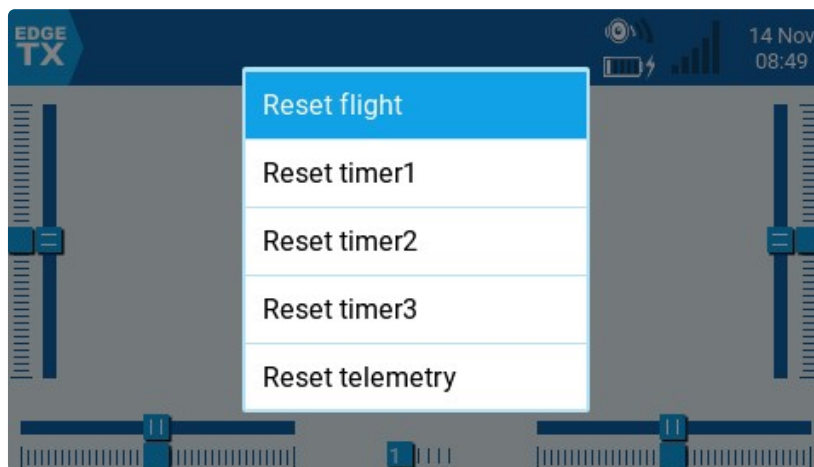 EDGE
TX
14 Nov
08:49
Reset flight
Reset timer1
Reset timer2
Reset timer3
Reset telemetry
1